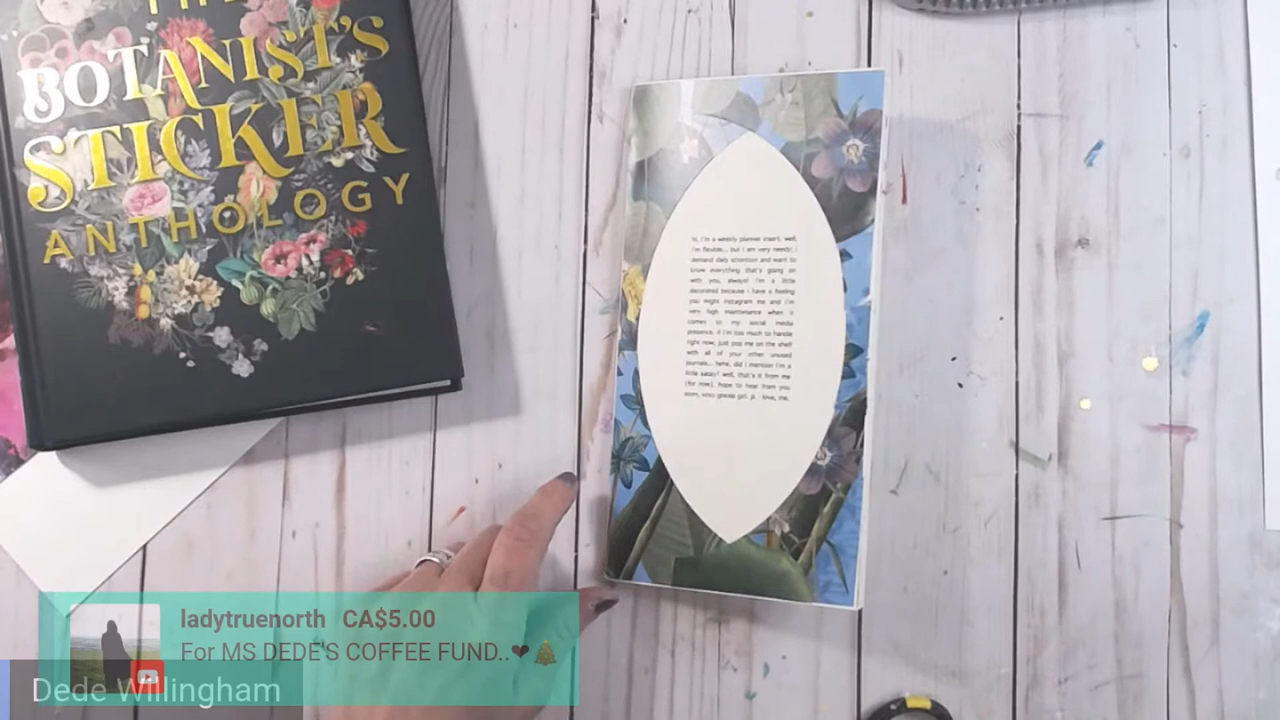 THE
BOTANIST'S
STICKER
ANTHOLOGY
hi, i'm a weekly planner insert. well,
i'm flexible... but i am very needy; i
demand daily attention and want to
know everything that's going on
with you, always! i'm a little
decorated because i have a feeling
you might instagram me and i'm
very high maintenance when it
comes to my social media
presence. if i'm too much to handle
right now, just pop me on the shelf
with all of your other unused
journals... hehe, did i mention i'm a
little sassy? well, that's it from me
(for now), hope to hear from you
soon, xoxo gossip girl. jk love, me.
ladytruenorth CA$5.00
For MS DEDE'S COFFEE FUND..❤🎄
Dede Willingham